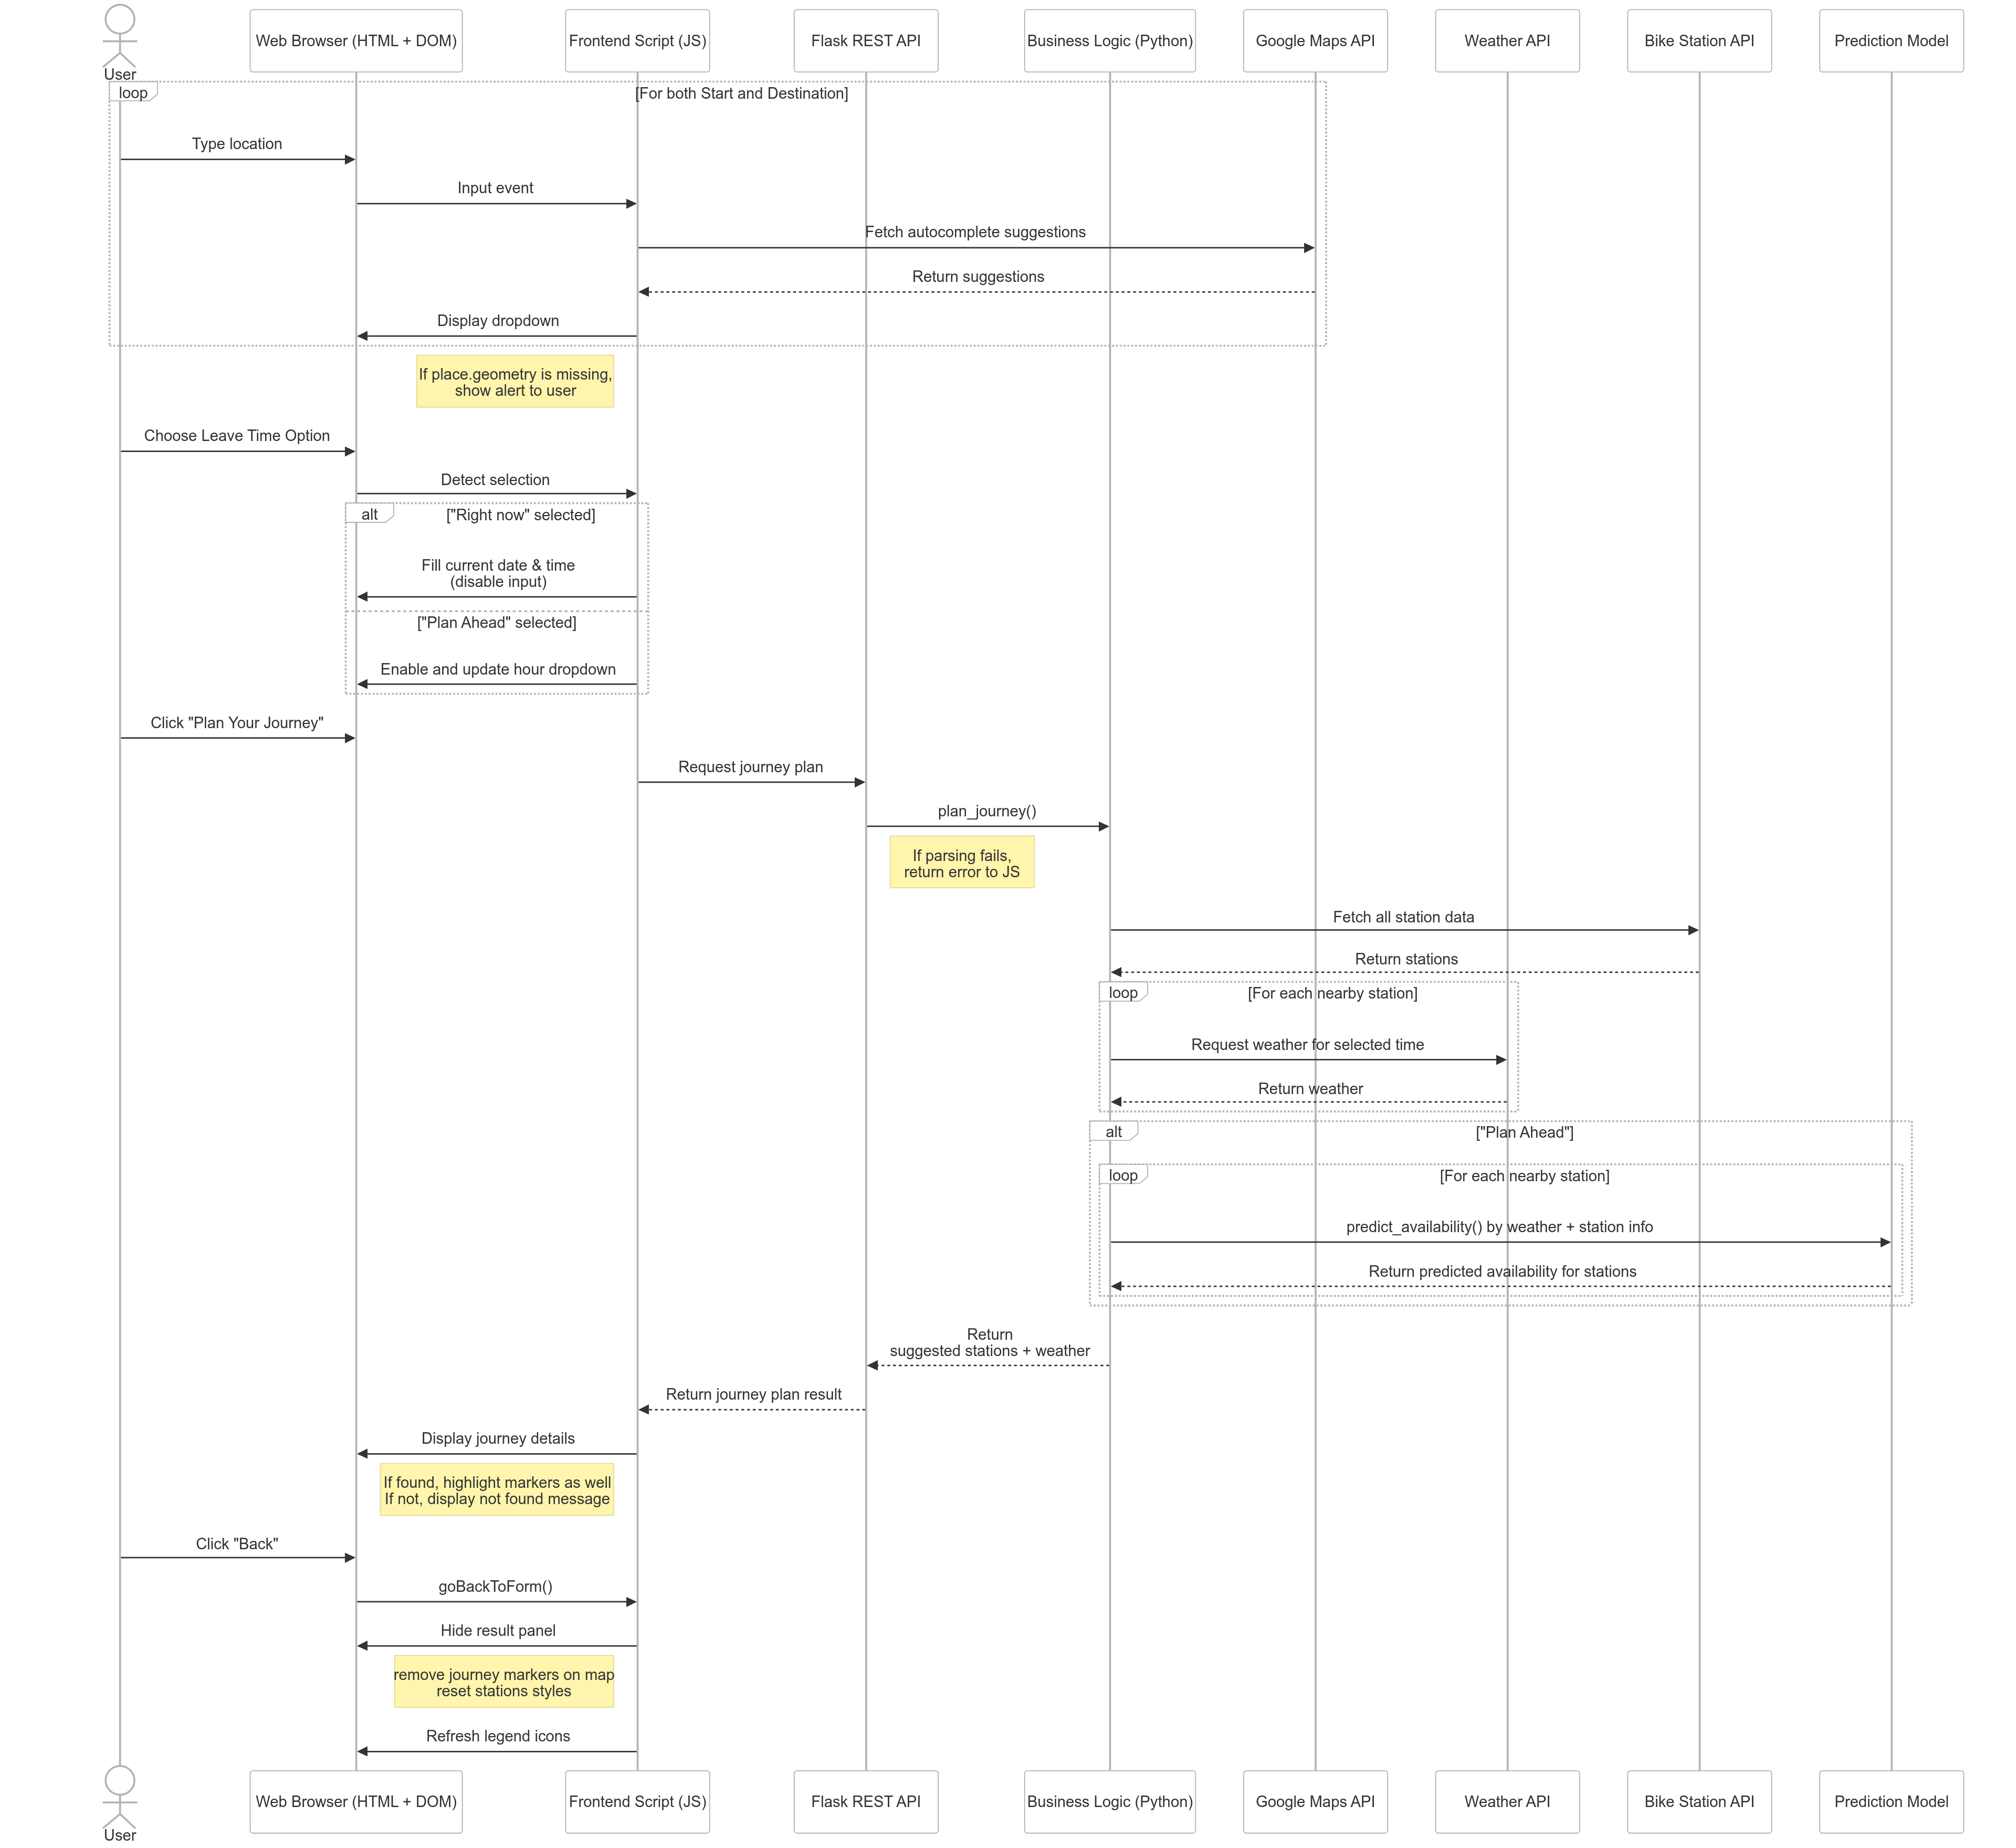 User
Web Browser (HTML + DOM)
Frontend Script (JS)
Flask REST API
Business Logic (Python)
Google Maps API
Weather API
Bike Station API
Prediction Model
loop
[For both Start and Destination]
Type location
Input event
Fetch autocomplete suggestions
Return suggestions
Display dropdown
If place.geometry is missing,
show alert to user
Choose Leave Time Option
Detect selection
alt
["Right now" selected]
Fill current date & time
(disable input)
["Plan Ahead" selected]
Enable and update hour dropdown
Click "Plan Your Journey"
Request journey plan
plan_journey()
If parsing fails,
return error to JS
Fetch all station data
Return stations
loop
[For each nearby station]
Request weather for selected time
Return weather
alt
["Plan Ahead"]
loop
[For each nearby station]
predict_availability() by weather + station info
Return predicted availability for stations
Return
suggested stations + weather
Return journey plan result
Display journey details
If found, highlight markers as well
If not, display not found message
Click "Back"
goBackToForm()
Hide result panel
remove journey markers on map
reset stations styles
Refresh legend icons
User
Web Browser (HTML + DOM)
Frontend Script (JS)
Flask REST API
Business Logic (Python)
Google Maps API
Weather API
Bike Station API
Prediction Model